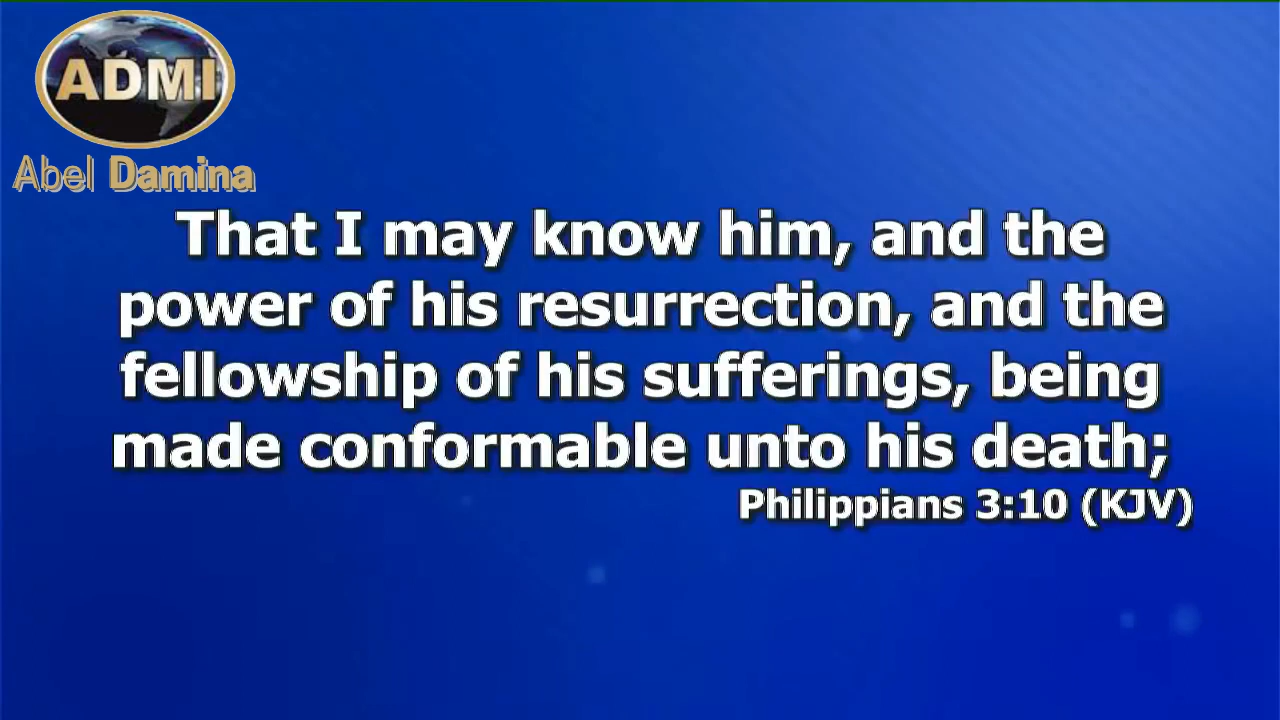 ADMI
Abel Damina
That I may know him, and the
power of his resurrection, and the
fellowship of his sufferings, being
made conformable unto his death;
Philippians 3:10 (KJV)